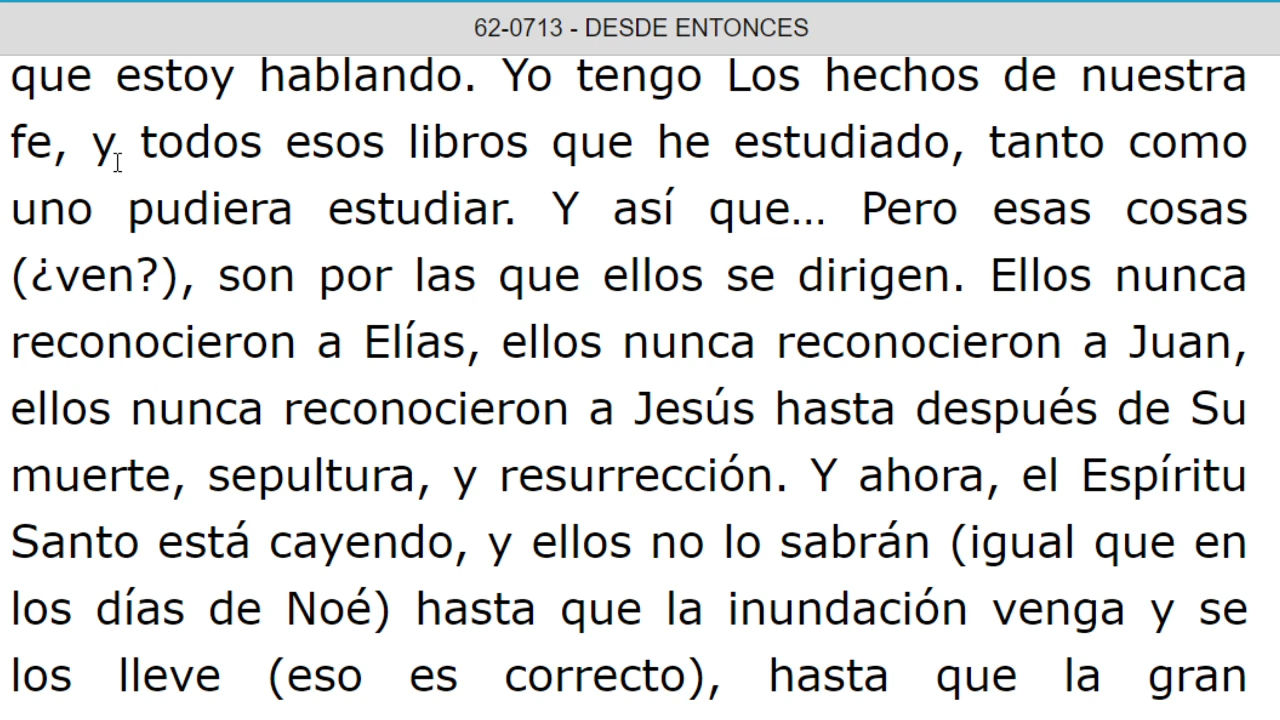 62-0713 - DESDE ENTONCES
que estoy hablando. Yo tengo Los hechos de nuestra
fe, y todos esos libros que he estudiado, tanto como
uno pudiera estudiar. Y así que… Pero esas cosas
(¿ven?), son por las que ellos se dirigen. Ellos nunca
reconocieron a Elías, ellos nunca reconocieron a Juan,
ellos nunca reconocieron a Jesús hasta después de Su
muerte, sepultura, y resurrección. Y ahora, el Espíritu
Santo está cayendo, y ellos no lo sabrán (igual que en
los días de Noé) hasta que la inundación venga y se
los lleve (eso es correcto), hasta que la gran